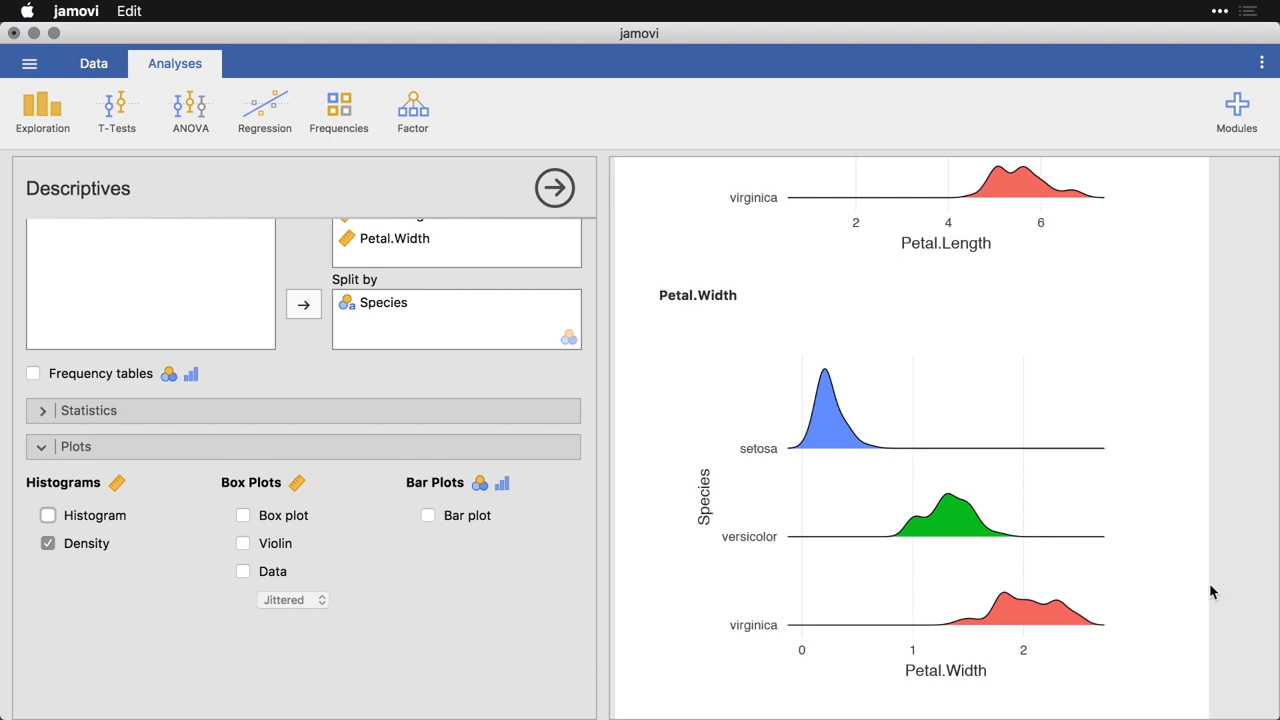 jamovi Edit
jamovi
Data Analyses
Exploration T-Tests ANOVA Regression Frequencies Factor Modules
Descriptives
Petal.Width
Split by
a Species
Frequency tables
Statistics
Plots
Histograms Box Plots Bar Plots
Histogram Box plot Bar plot
Density Violin
Data
Jittered
virginica
2 4 6
Petal.Length
Petal.Width
setosa
Species
versicolor
virginica
0 1 2
Petal.Width